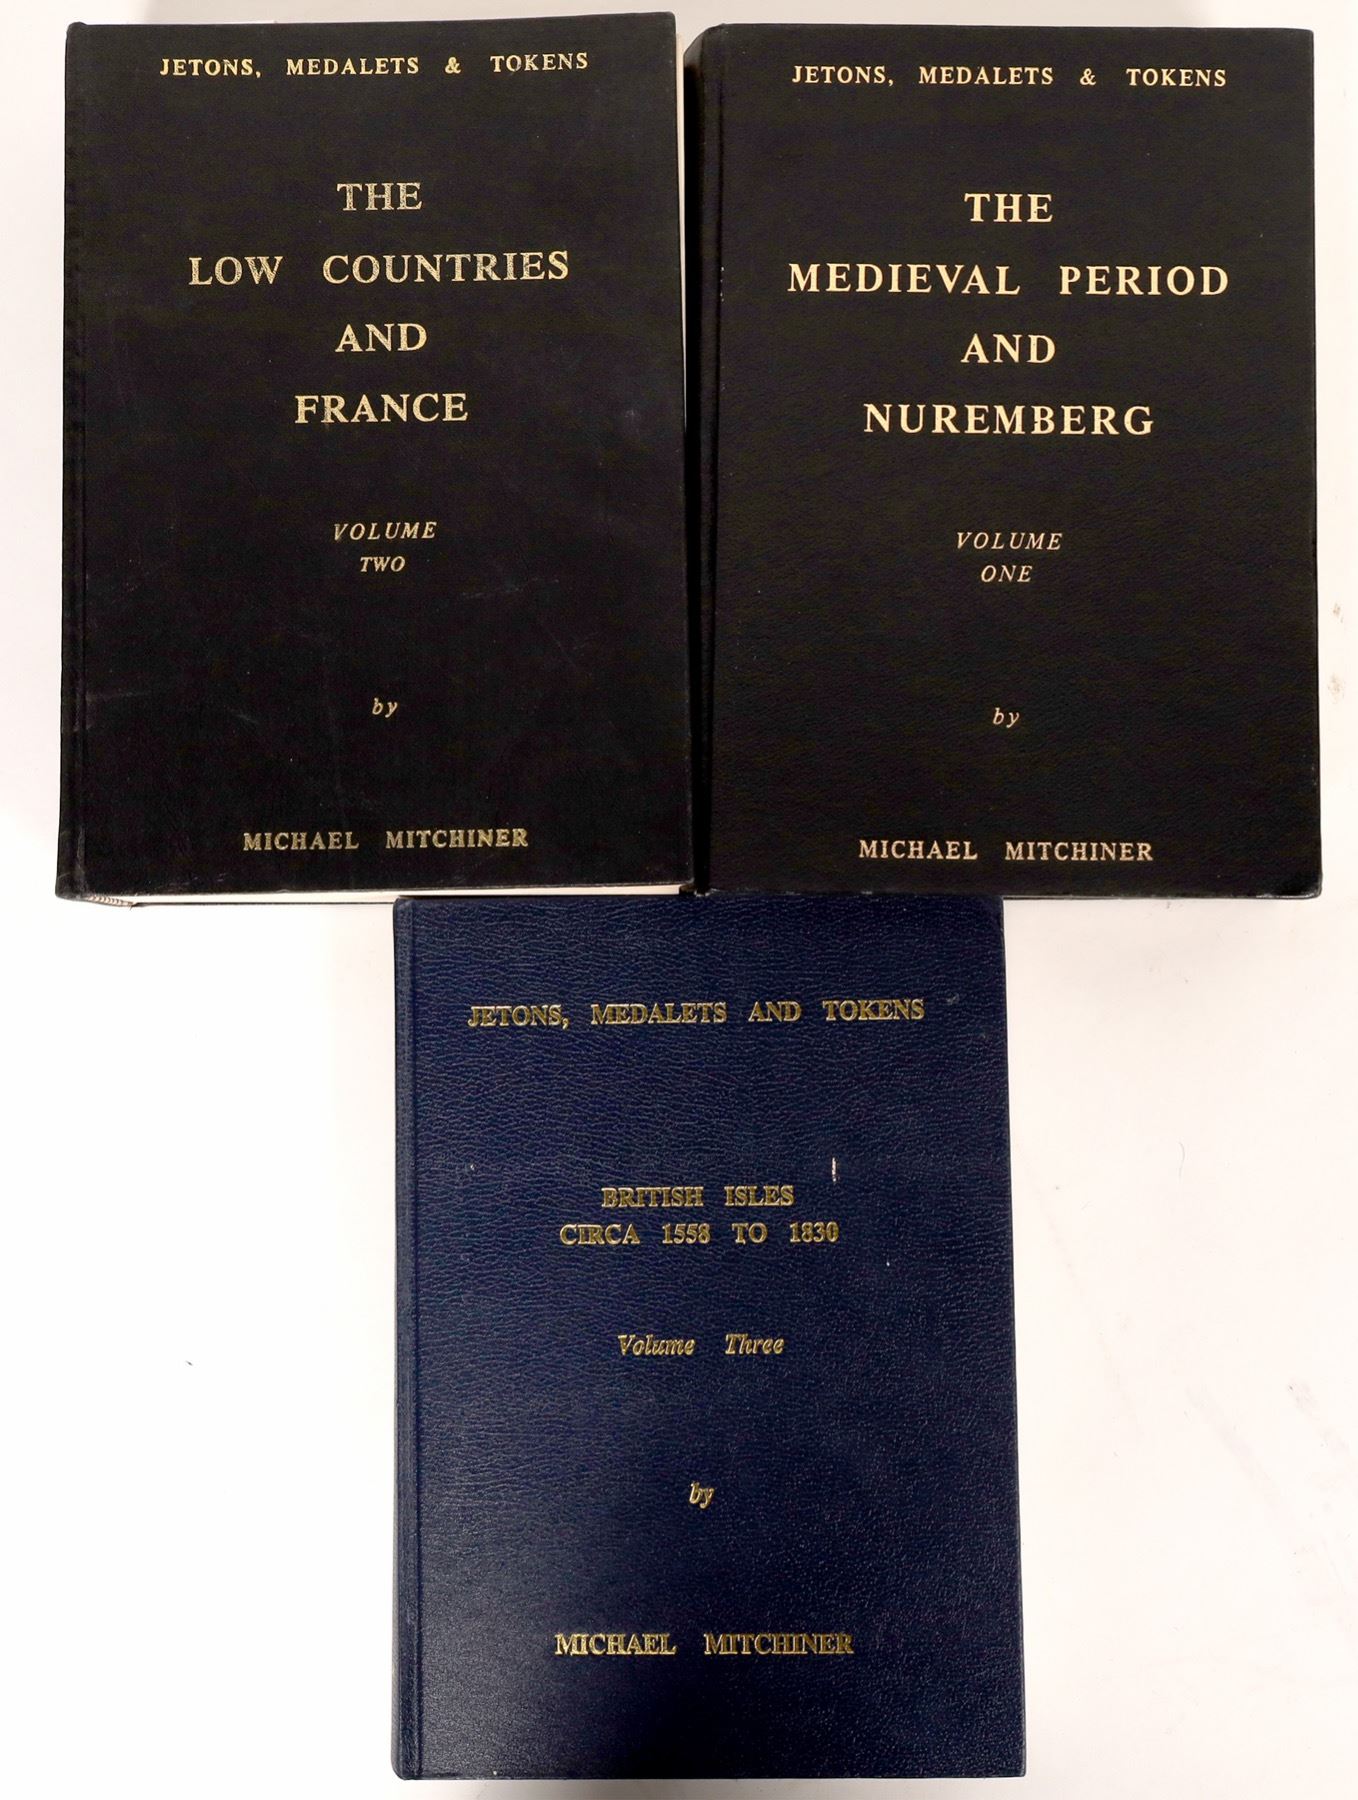 JETONS, MEDALETS & TOKENS
THE
LOW COUNTRIES
AND
FRANCE
VOLUME
TWO
by
MICHAEL MITCHINER
JETONS, MEDALETS & TOKENS
THE
MEDIEVAL PERIOD
AND
NUREMBERG
VOLUME
ONE
by
MICHAEL MITCHINER
JETONS, MEDALETS AND TOKENS
BRITISH ISLES
CIRCA 1558 TO 1830
Volume Three
by
MICHAEL MITCHINER